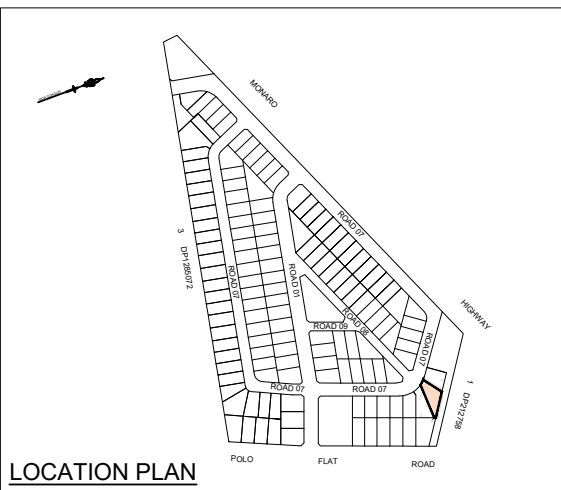 MONARO
HIGHWAY
ROAD 07
3 DP1285072
ROAD 07
ROAD 01
ROAD 08
ROAD 09
ROAD 07
1 DP212758
ROAD 07
ROAD 07
POLO FLAT ROAD
LOCATION PLAN